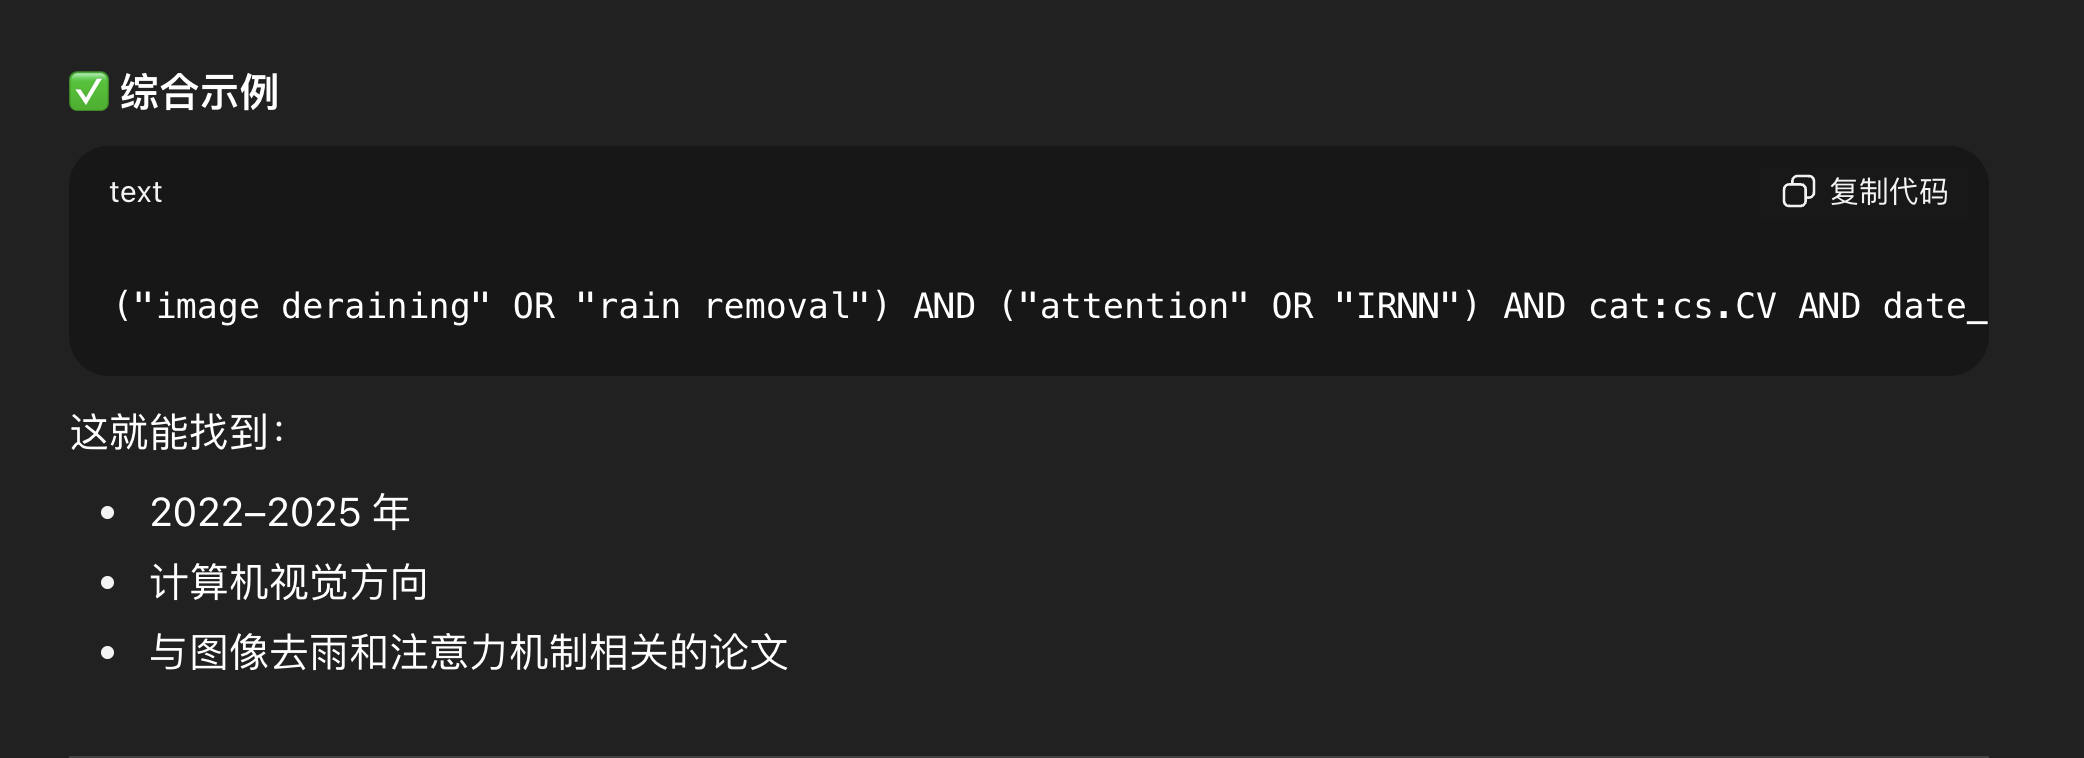 ✅ 综合示例
text
复制代码
("image deraining" OR "rain removal") AND ("attention" OR "IRNN") AND cat:cs.CV AND date_
这就能找到：
• 2022–2025 年
• 计算机视觉方向
• 与图像去雨和注意力机制相关的论文